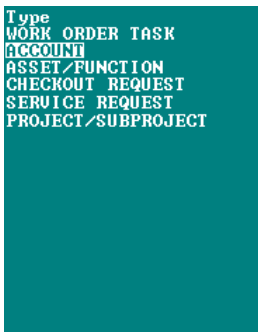 Type
WORK ORDER TASK
ACCOUNT
ASSET/FUNCTION
CHECKOUT REQUEST
SERVICE REQUEST
PROJECT/SUBPROJECT